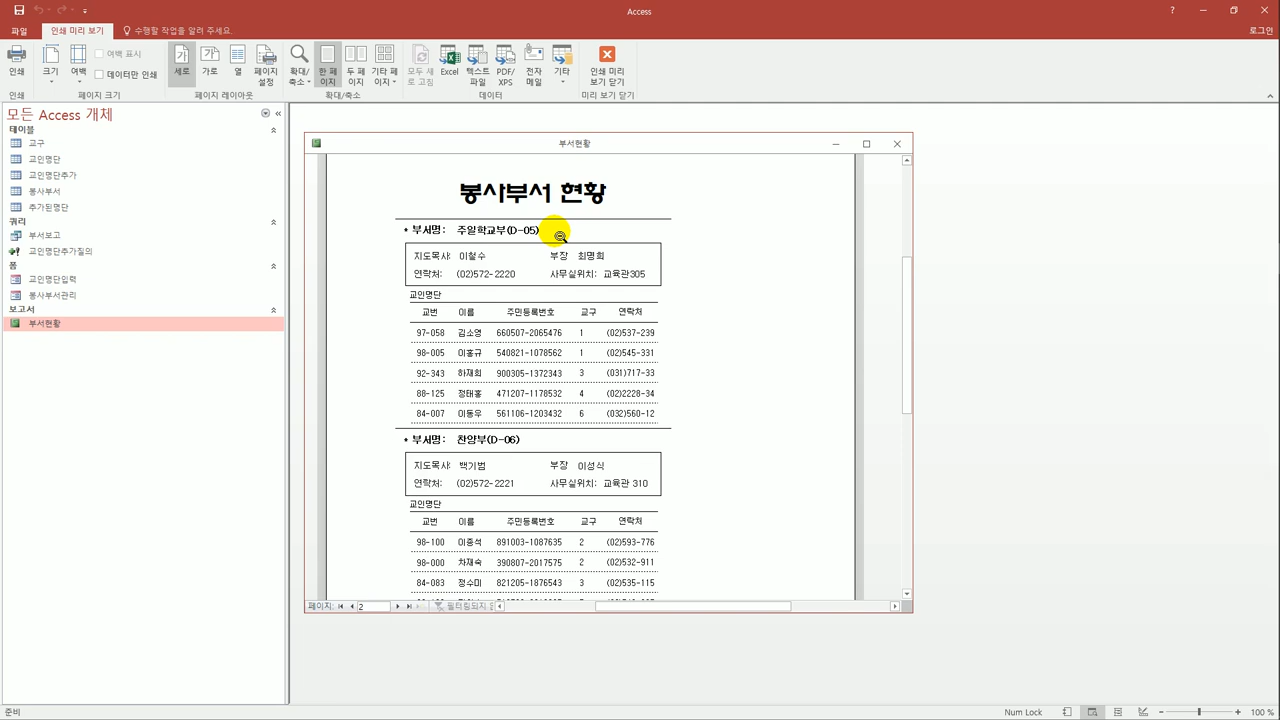 Access
파일 인쇄 미리 보기 수행할 작업을 알려 주세요. 로그인
인쇄 크기 여백 여백 표시 데이터만 인쇄 세로 가로 열 페이지 설정 확대/축소 한 페이지 두 페이지 기타 페이지 모두 새로 고침 Excel 텍스트 파일 PDF/XPS 전자 메일 기타 인쇄 미리 보기 닫기
인쇄 페이지 크기 페이지 레이아웃 확대/축소 데이터 미리 보기 닫기
모든 Access 개체
테이블
교구
교인명단
교인명단추가
봉사부서
추가된명단
쿼리
부서보고
교인명단추가질의
폼
교인명단입력
봉사부서관리
보고서
부서현황
부서현황
봉사부서 현황
* 부서명: 주일학교부(D-05)
지도목사: 이철수 부장 최명희
연락처: (02)572-2220 사무실위치: 교육관305
교인명단
교번 이름 주민등록번호 교구 연락처
97-058 김소영 660507-2065476 1 (02)537-239
98-005 이홍규 540821-1078562 1 (02)545-331
92-343 하재희 900305-1372343 3 (031)717-33
88-125 정태홍 471207-1178532 4 (02)2228-34
84-007 이동우 561106-1203432 6 (032)560-12
* 부서명: 찬양부(D-06)
지도목사: 백기범 부장 이성식
연락처: (02)572-2221 사무실위치: 교육관 310
교인명단
교번 이름 주민등록번호 교구 연락처
98-100 이중석 891003-1087635 2 (02)593-776
98-000 차재숙 390807-2017575 2 (02)532-911
84-083 정수미 821205-1876543 3 (02)535-115
페이지: 2 필터링되지
준비 Num Lock 100 %